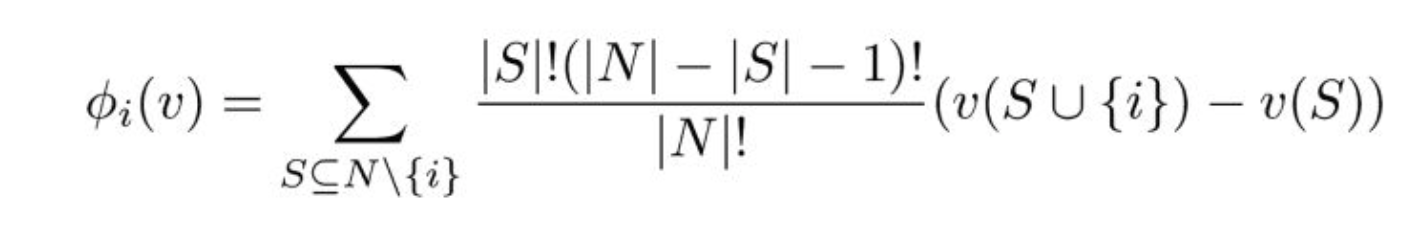 $$\phi_i(v) = \sum_{S \subseteq N \setminus \{i\}} \frac{|S|!(|N| - |S| - 1)!}{|N|!}(v(S \cup \{i\}) - v(S))$$